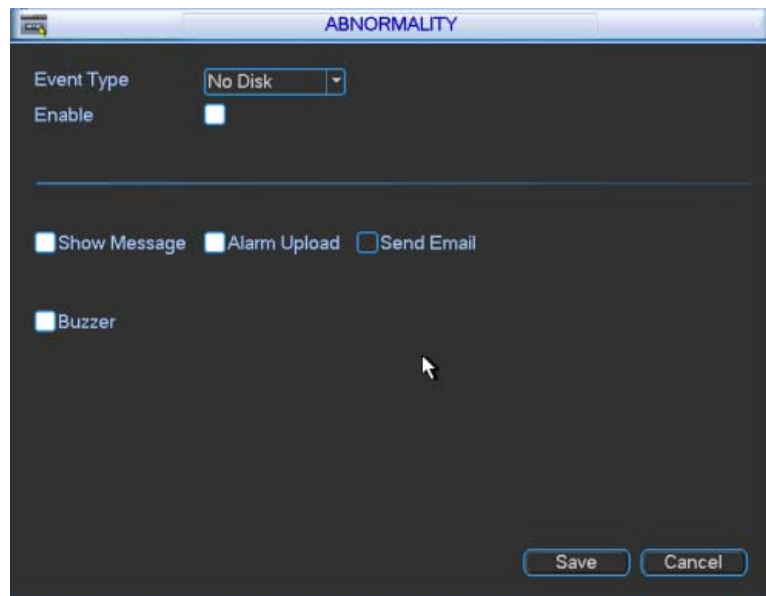 ABNORMALITY
Event Type No Disk
Enable
Show Message Alarm Upload Send Email
Buzzer
Save Cancel